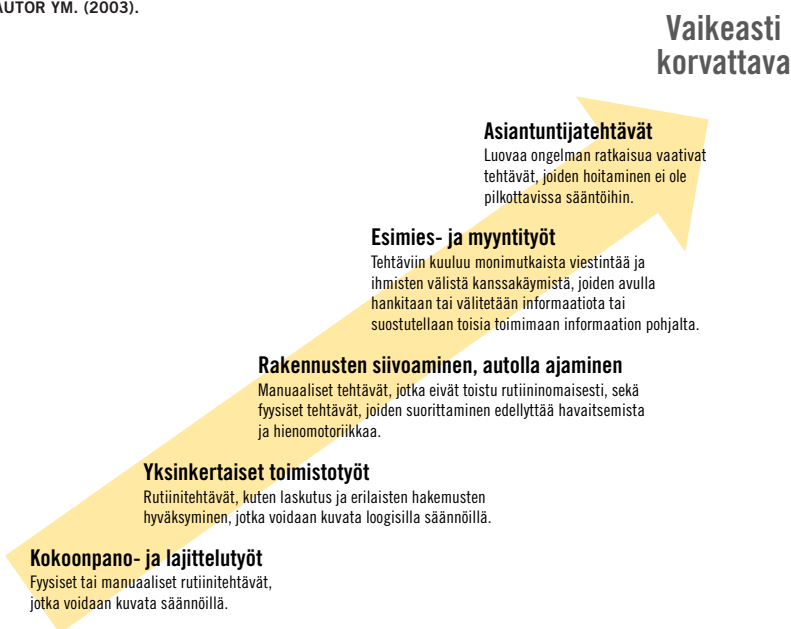 AUTOR YM. (2003).
Vaikeasti
korvattava
Asiantuntijatehtävät
Luovaa ongelman ratkaisua vaativat
tehtävät, joiden hoitaminen ei ole
pilkottavissa sääntöihin.
Esimies- ja myyntityöt
Tehtäviin kuuluu monimutkaista viestintää ja
ihmisten välistä kanssakäymistä, joiden avulla
hankitaan tai välitetään informaatiota tai
suostutellaan toisia toimimaan informaation pohjalta.
Rakennusten siivoaminen, autolla ajaminen
Manuaaliset tehtävät, jotka eivät toistu rutiininomaisesti, sekä
fyysiset tehtävät, joiden suorittaminen edellyttää havaitsemista
ja hienomotoriikkaa.
Yksinkertaiset toimistotyöt
Rutiinitehtävät, kuten laskutus ja erilaisten hakemusten
hyväksyminen, jotka voidaan kuvata loogisilla säännöillä.
Kokoonpano- ja lajittelutyöt
Fyysiset tai manuaaliset rutiinitehtävät,
jotka voidaan kuvata säännöillä.